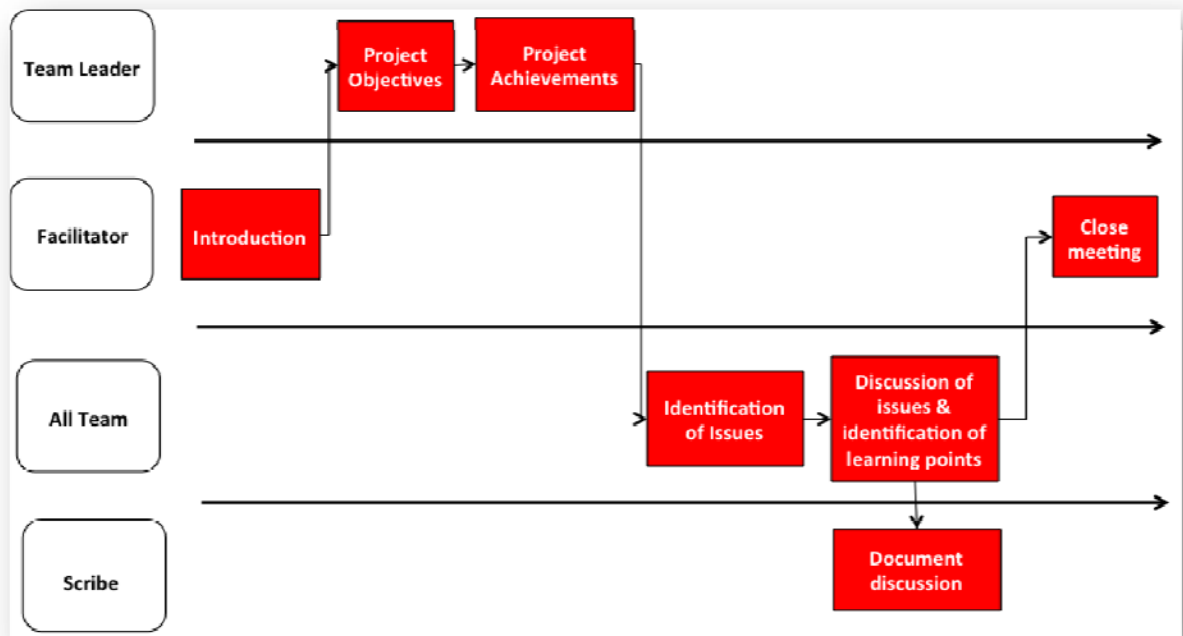 Team Leader
Project
Objectives
Project
Achievements
Facilitator
Introduction
Close
meeting
All Team
Identification
of Issues
Discussion of
issues &
identification of
learning points
Scribe
Document
discussion